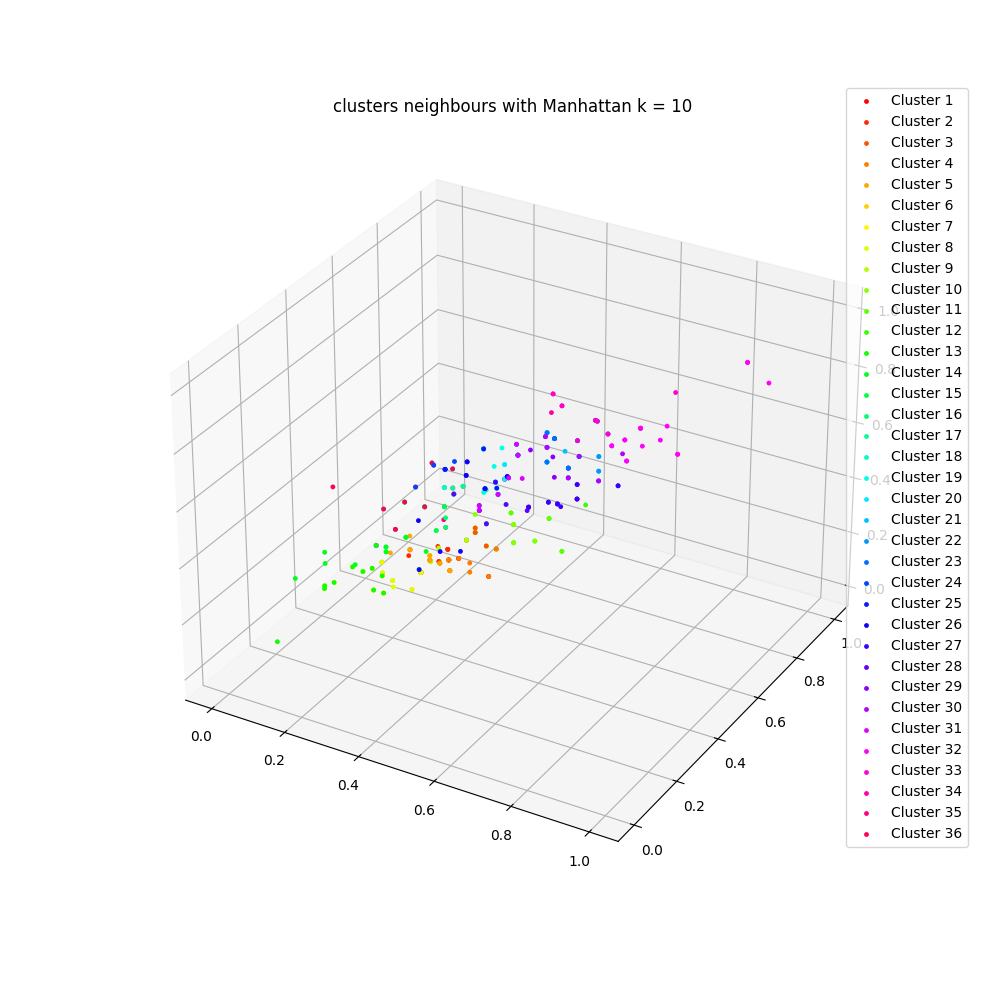 clusters neighbours with Manhattan k = 10
Cluster 1
Cluster 2
Cluster 3
Cluster 4
Cluster 5
Cluster 6
Cluster 7
Cluster 8
Cluster 9
Cluster 10
Cluster 11
Cluster 12
Cluster 13
Cluster 14
Cluster 15
Cluster 16
Cluster 17
Cluster 18
Cluster 19
Cluster 20
Cluster 21
Cluster 22
Cluster 23
Cluster 24
Cluster 25
Cluster 26
Cluster 27
Cluster 28
Cluster 29
Cluster 30
Cluster 31
Cluster 32
Cluster 33
Cluster 34
Cluster 35
Cluster 36
0.8
0.6
0.4
0.2
0.0
1.0
0.8
0.6
0.4
0.2
0.0
0.0
0.2
0.4
0.6
0.8
1.0